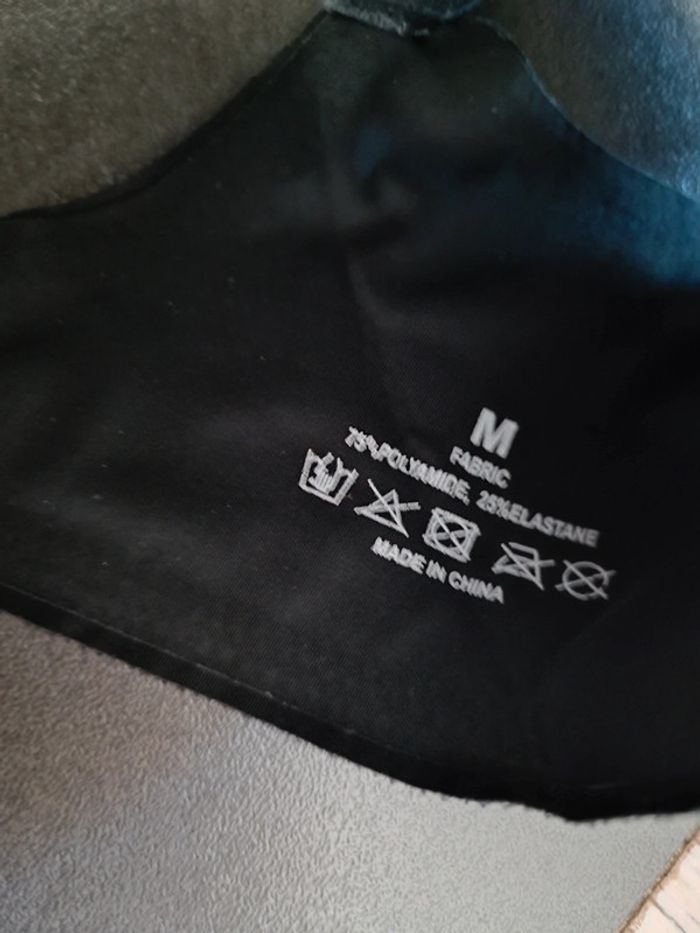 M
FABRIC
75%POLYAMIDE, 25%ELASTANE
MADE IN CHINA